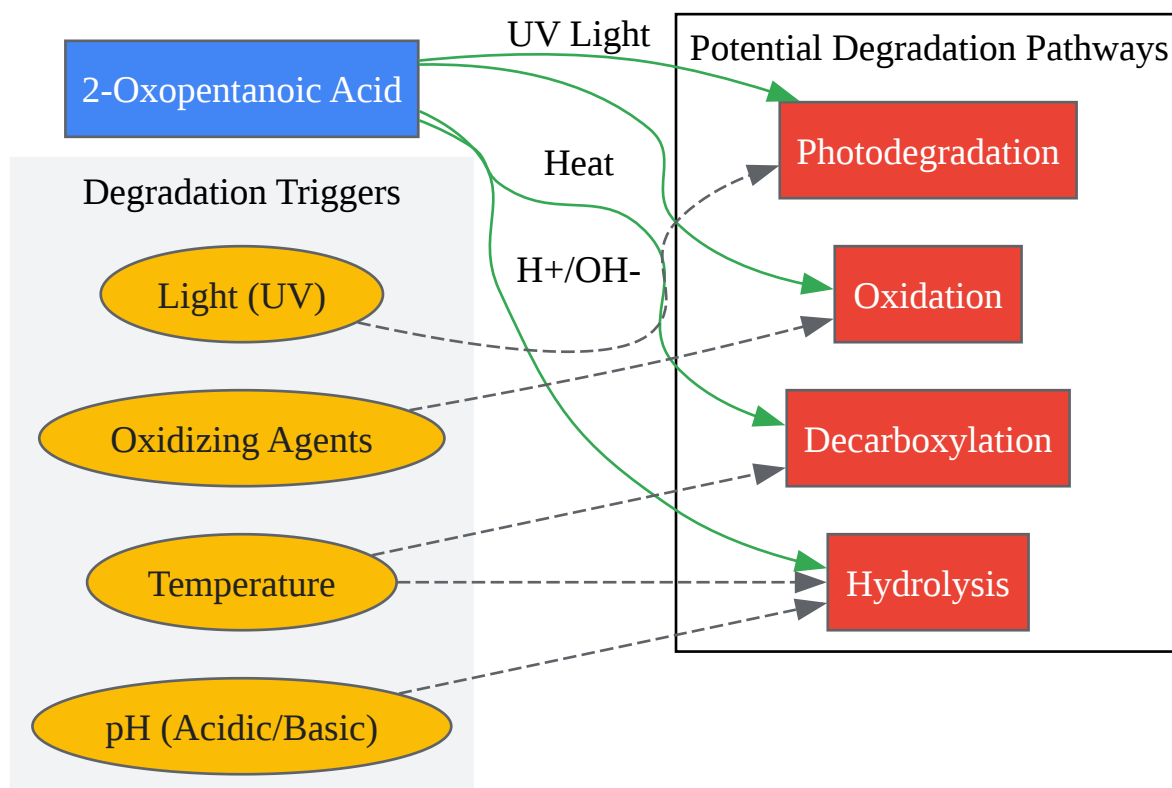 UV Light
Potential Degradation Pathways
2-Oxopentanoic Acid
Photodegradation
Heat
Degradation Triggers
H+/OH-
Light (UV)
Oxidation
Oxidizing Agents
Decarboxylation
Temperature
Hydrolysis
pH (Acidic/Basic)